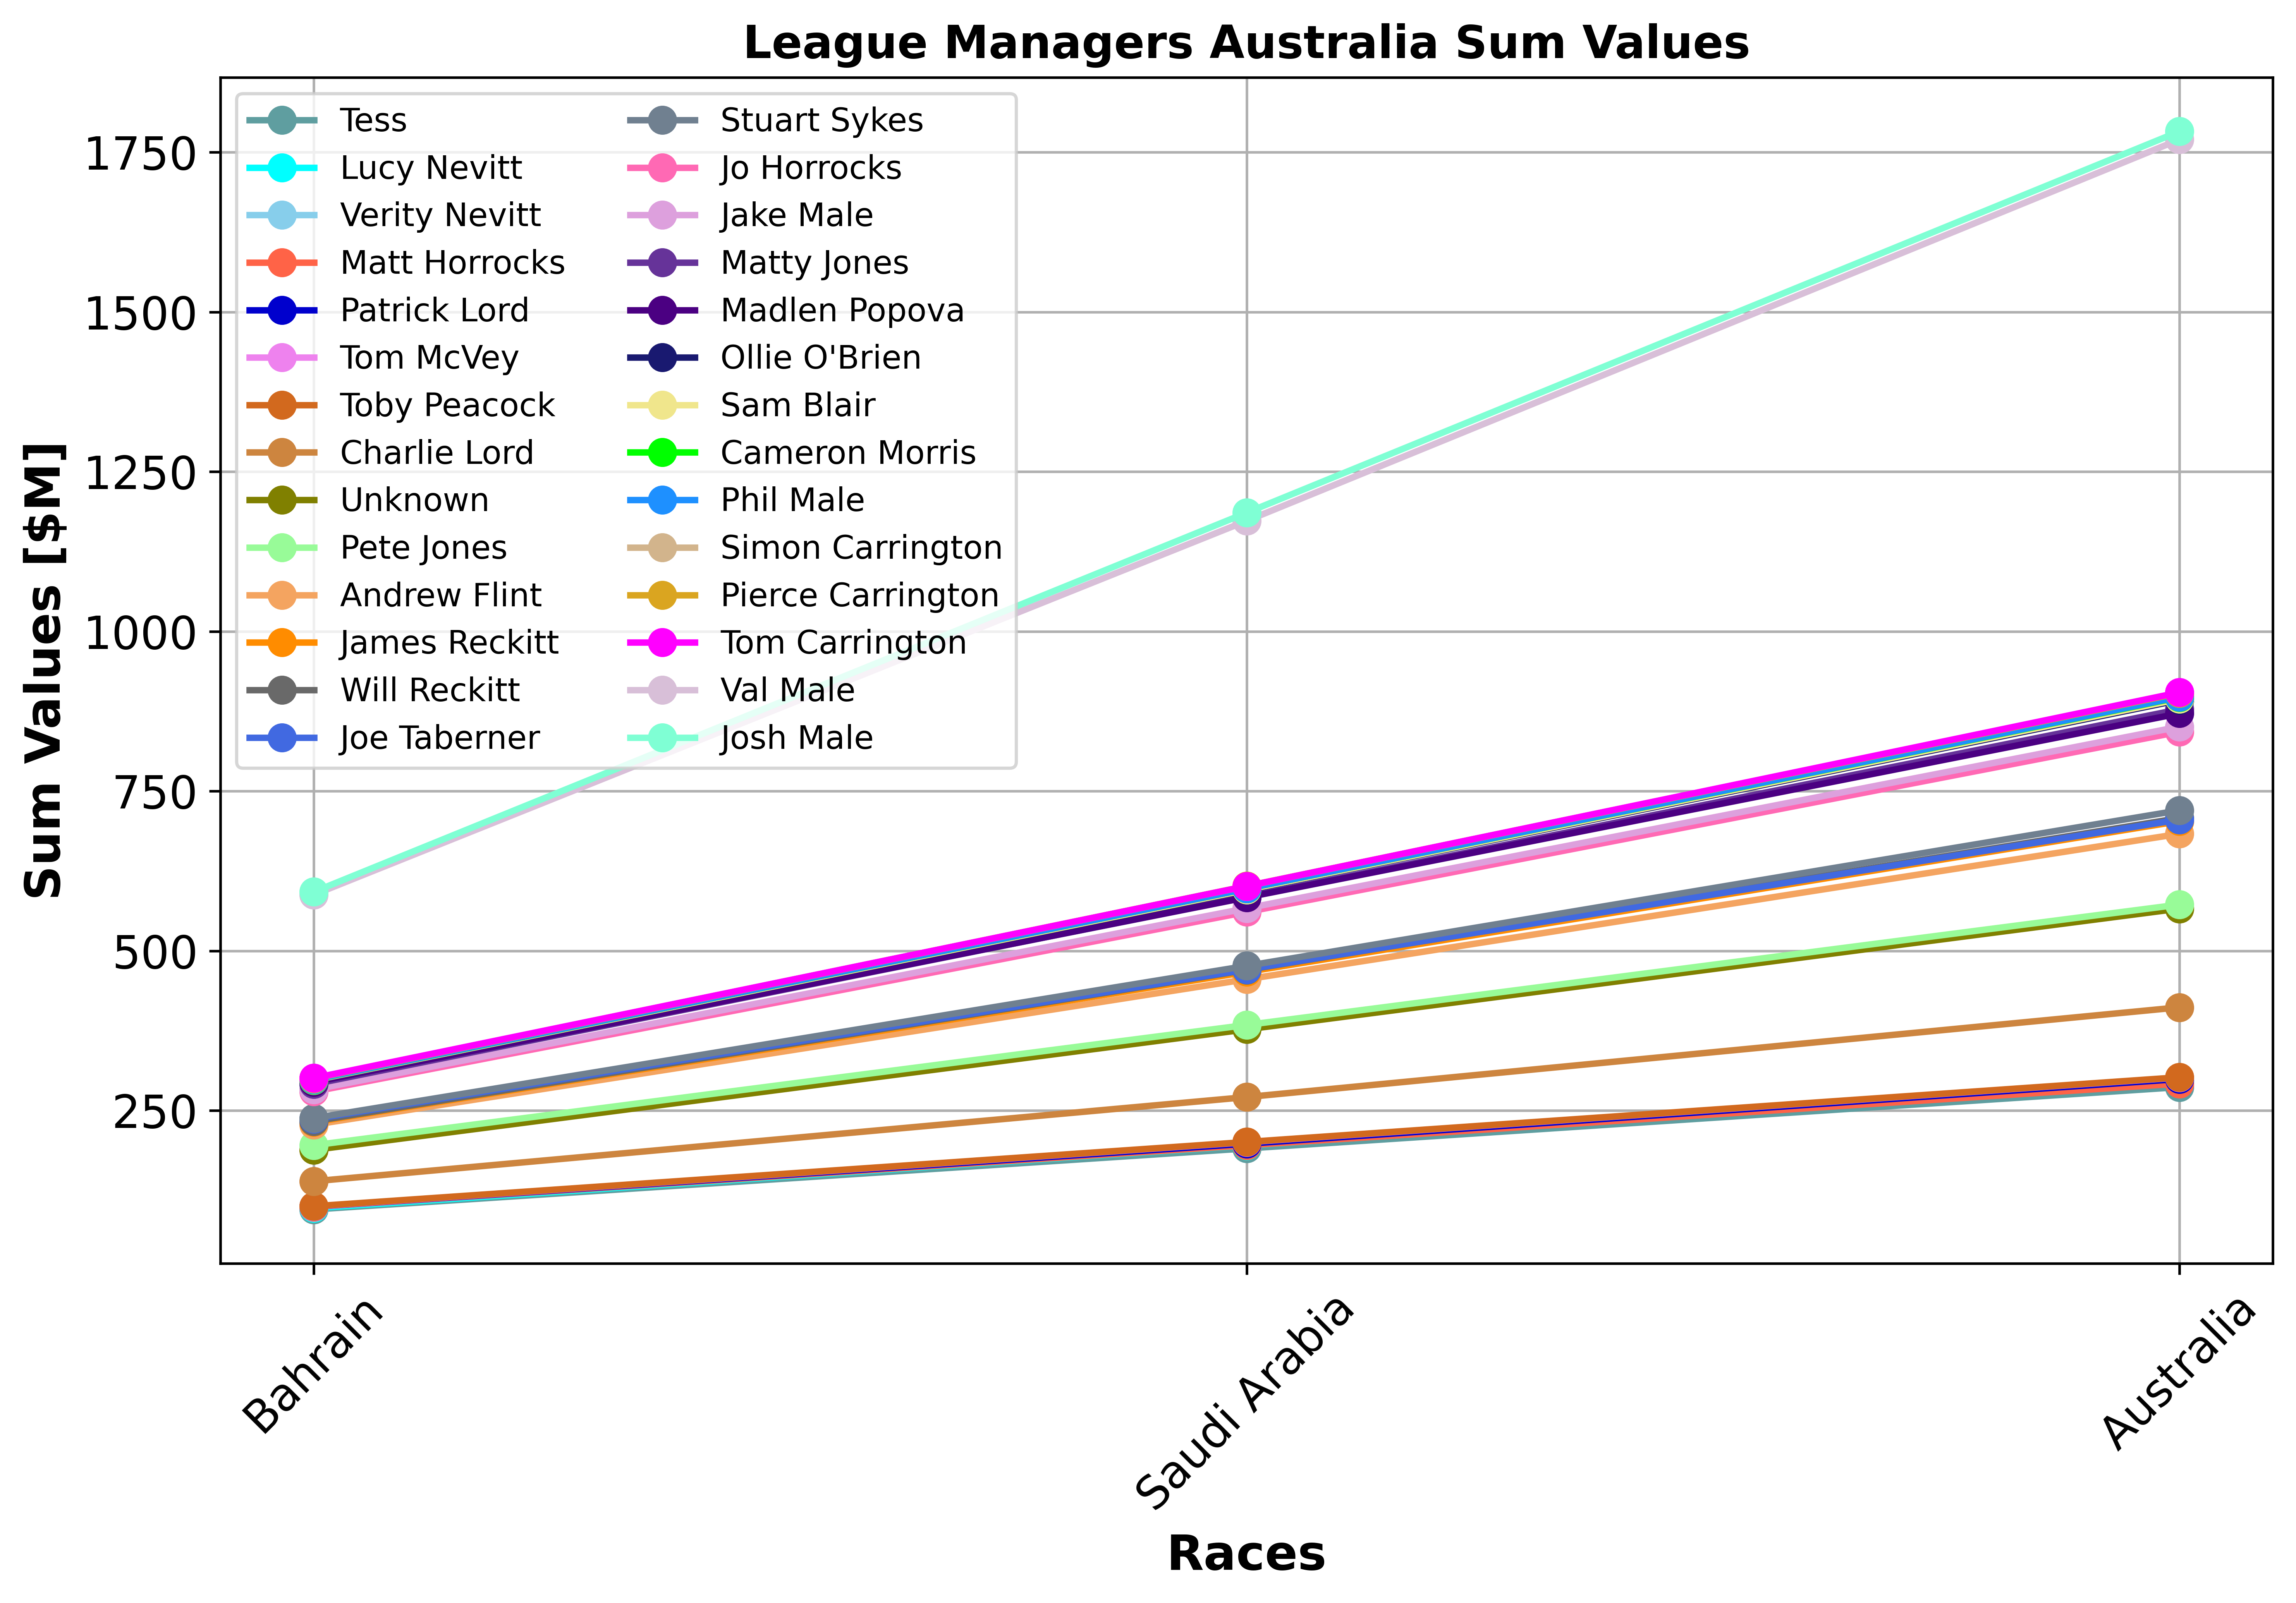 League Managers Australia Sum Values
Sum Values [$M]
1750
1500
1250
1000
750
500
250
Tess
Lucy Nevitt
Verity Nevitt
Matt Horrocks
Patrick Lord
Tom McVey
Toby Peacock
Charlie Lord
Unknown
Pete Jones
Andrew Flint
James Reckitt
Will Reckitt
Joe Taberner
Stuart Sykes
Jo Horrocks
Jake Male
Matty Jones
Madlen Popova
Ollie O'Brien
Sam Blair
Cameron Morris
Phil Male
Simon Carrington
Pierce Carrington
Tom Carrington
Val Male
Josh Male
Bahrain
Saudi Arabia
Australia
Races